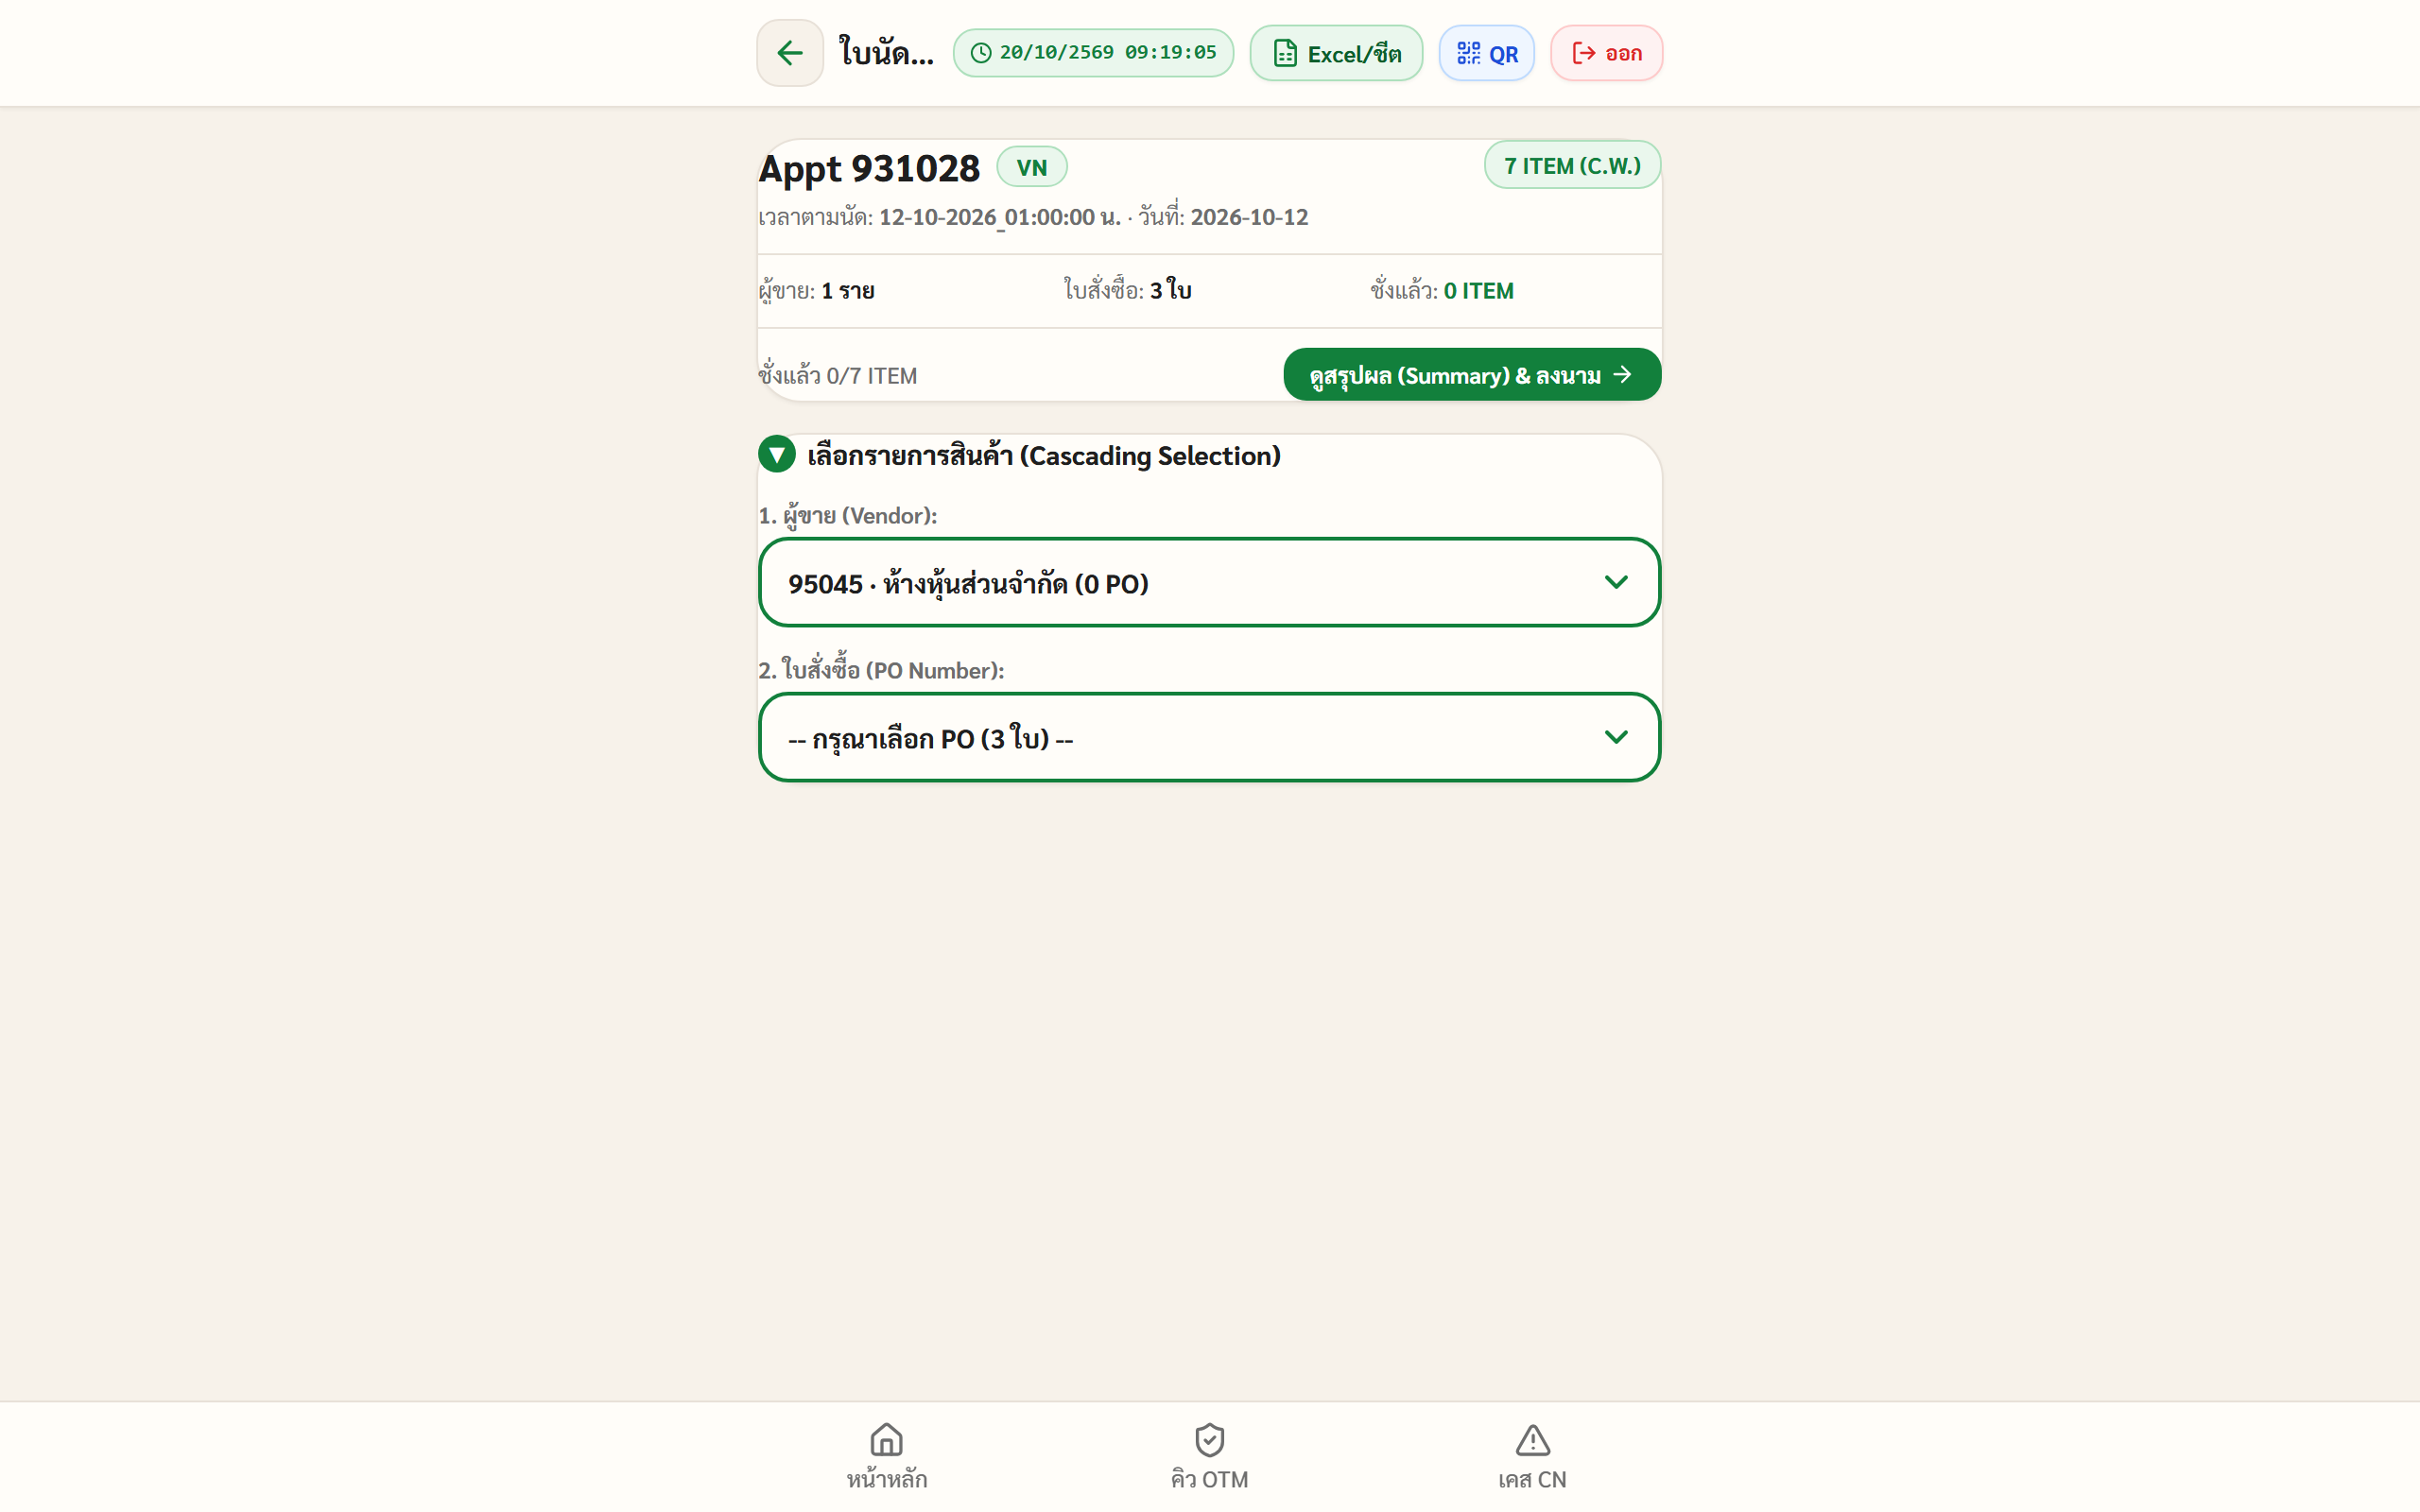 ใบนัด...
20/10/2569 09:19:05
Excel/ชีต
QR
ออก
Appt 931028
VN
7 ITEM (C.W.)
เวลาตามนัด: 12-10-2026_01:00:00 น. · วันที่: 2026-10-12
ผู้ขาย: 1 ราย
ใบสั่งซื้อ: 3 ใบ
ชั่งแล้ว: 0 ITEM
ชั่งแล้ว 0/7 ITEM
ดูสรุปผล (Summary) & ลงนาม
เลือกรายการสินค้า (Cascading Selection)
1. ผู้ขาย (Vendor):
95045 · ห้างหุ้นส่วนจำกัด (0 PO)
2. ใบสั่งซื้อ (PO Number):
-- กรุณาเลือก PO (3 ใบ) --
หน้าหลัก
คิว OTM
เคส CN